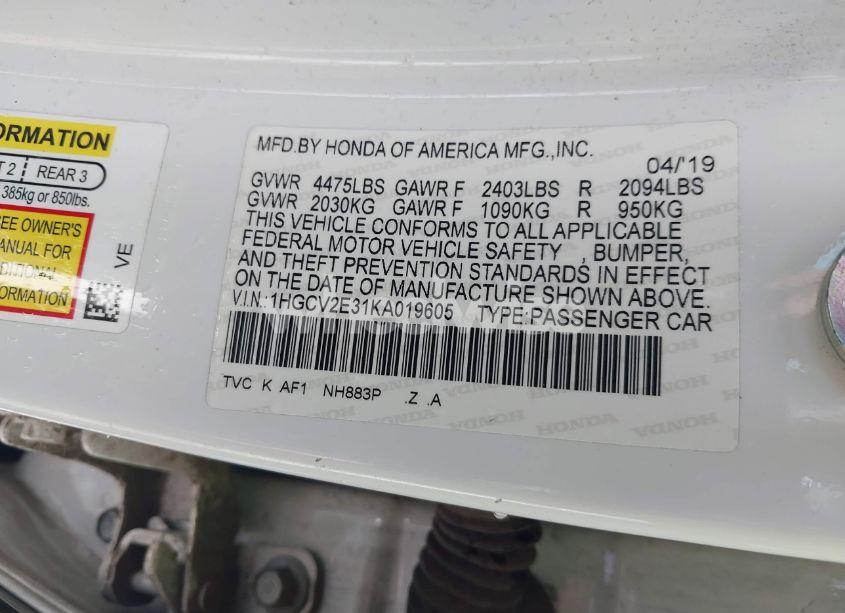 ORMATION
T 2 REAR 3
385kg or 850lbs.
EE OWNER'S
ANUAL FOR
DITIONAL
FORMATION
VE
MFD.BY HONDA OF AMERICA MFG.,INC.
04/'19
GVWR 4475LBS GAWR F 2403LBS R 2094LBS
GVWR 2030KG GAWR F 1090KG R 950KG
THIS VEHICLE CONFORMS TO ALL APPLICABLE
FEDERAL MOTOR VEHICLE SAFETY , BUMPER,
AND THEFT PREVENTION STANDARDS IN EFFECT
ON THE DATE OF MANUFACTURE SHOWN ABOVE.
V.I.N.:1HGCV2E31KA019605 TYPE:PASSENGER CAR
TVC K AF1 NH883P .Z .A